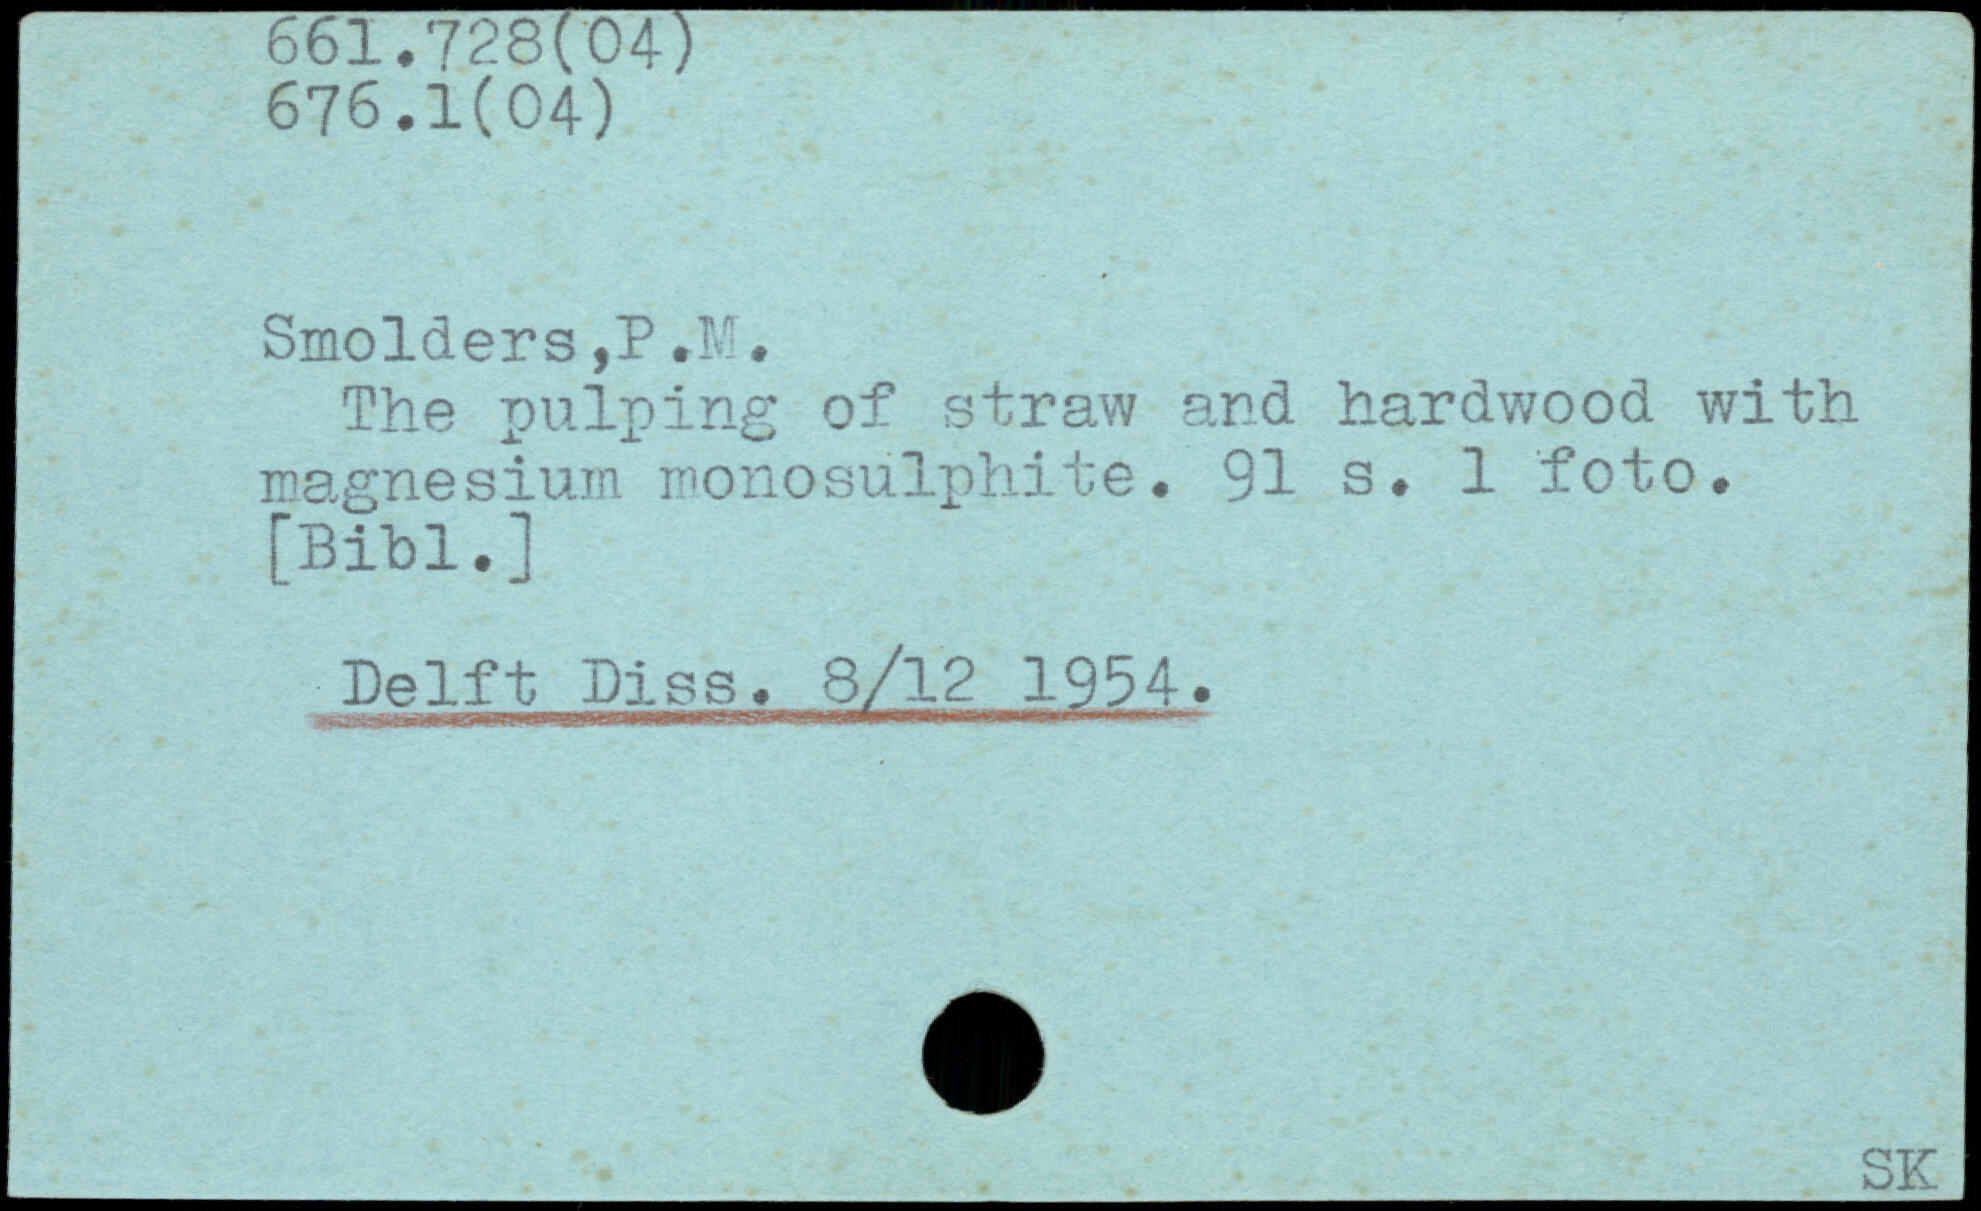 661.728(04)
676.1(04)
Smolders,P.M.
The pulping of straw and hardwood with
magnesium monosulphite. 91 s. 1 foto.
[Bibl.]
Delft Diss. 8/12 1954.
SK